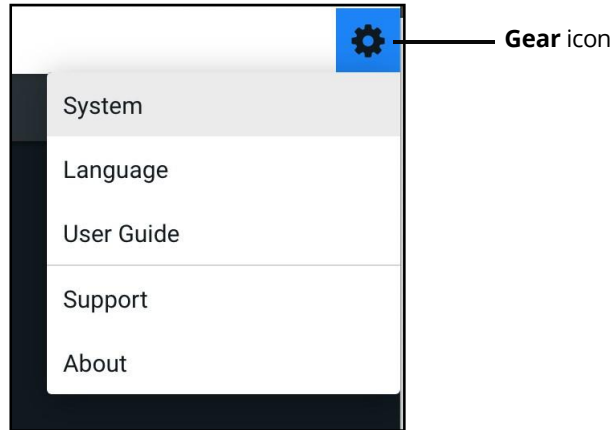 Gear icon
System
Language
User Guide
Support
About